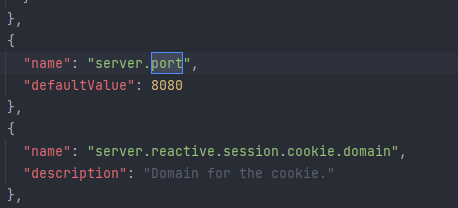 },
{
"name": "server.port",
"defaultValue": 8080
},
{
"name": "server.reactive.session.cookie.domain",
"description": "Domain for the cookie."
},